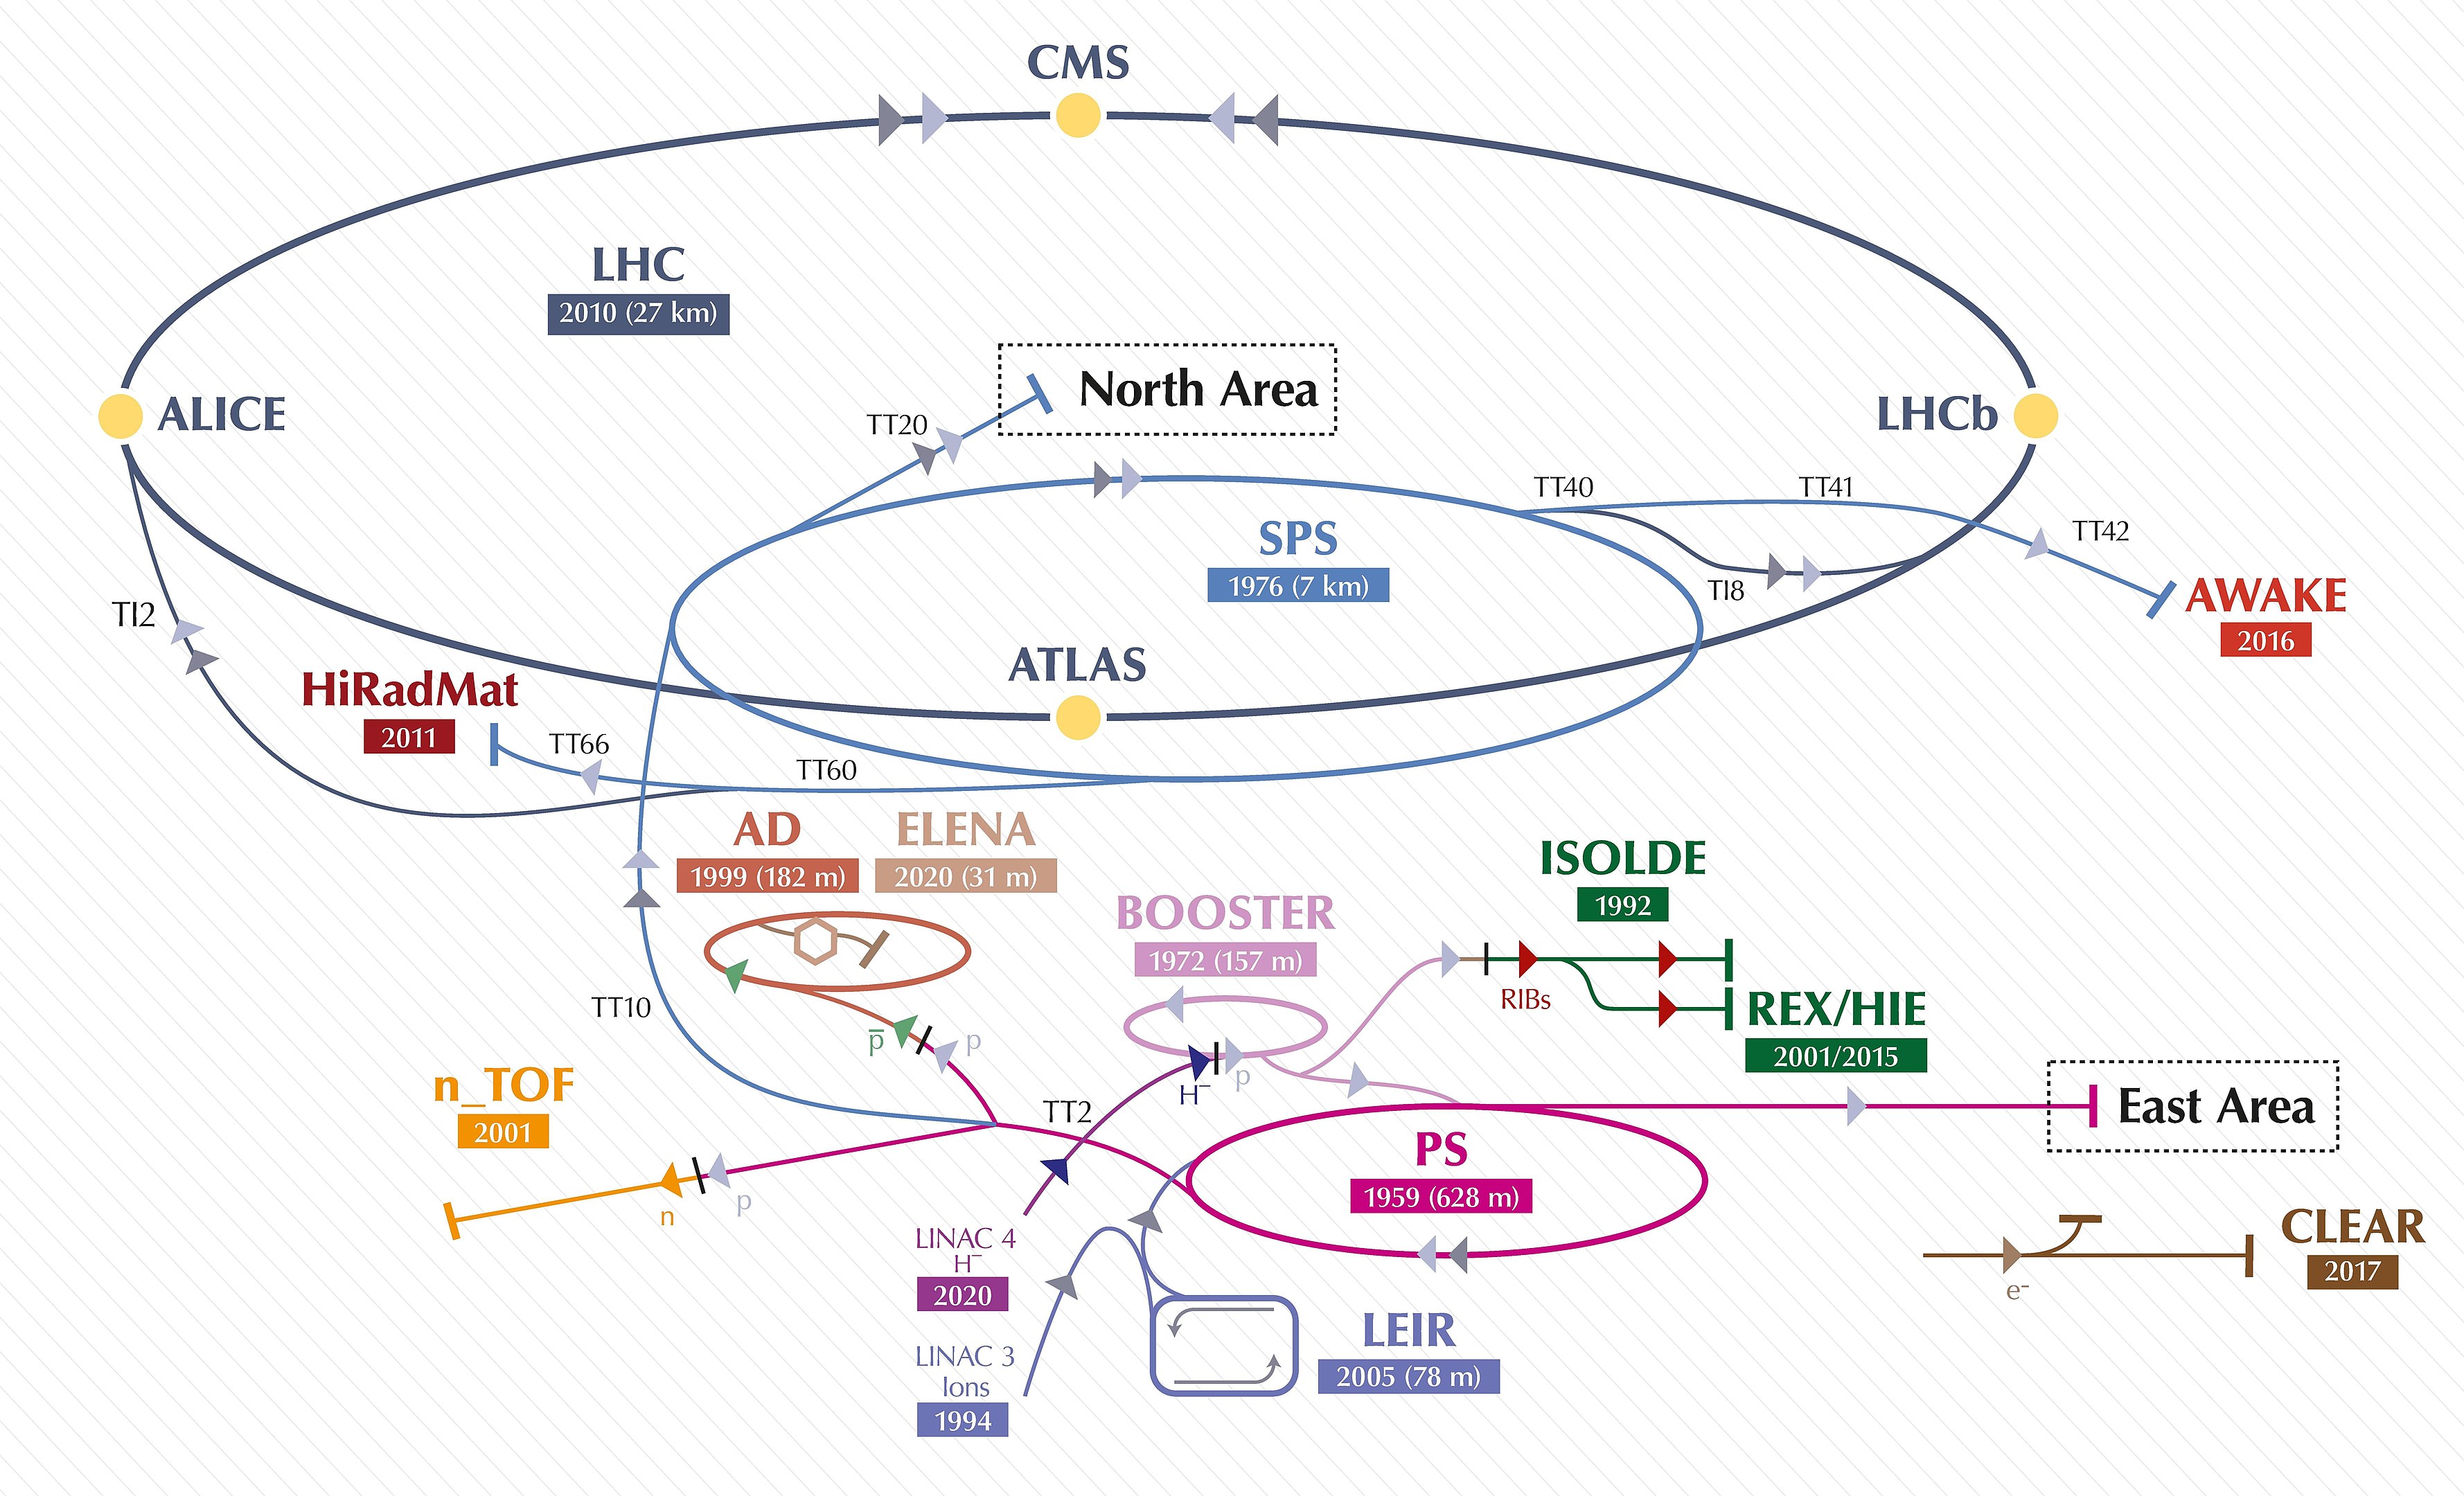 CMS
LHC
2010 (27 km)
North Area
TT20
ALICE
LHCb
TT40
TT41
TT42
SPS
1976 (7 km)
TI8
AWAKE
2016
TI2
ATLAS
HiRadMat
2011
TT66
TT60
AD
1999 (182 m)
ELENA
2020 (31 m)
ISOLDE
1992
BOOSTER
1972 (157 m)
RIBs
REX/HIE
2001/2015
TT10
p̅
p
H⁻
p
East Area
n_TOF
2001
TT2
n
p
PS
1959 (628 m)
LINAC 4
H⁻
2020
CLEAR
2017
e⁻
LEIR
2005 (78 m)
LINAC 3
Ions
1994